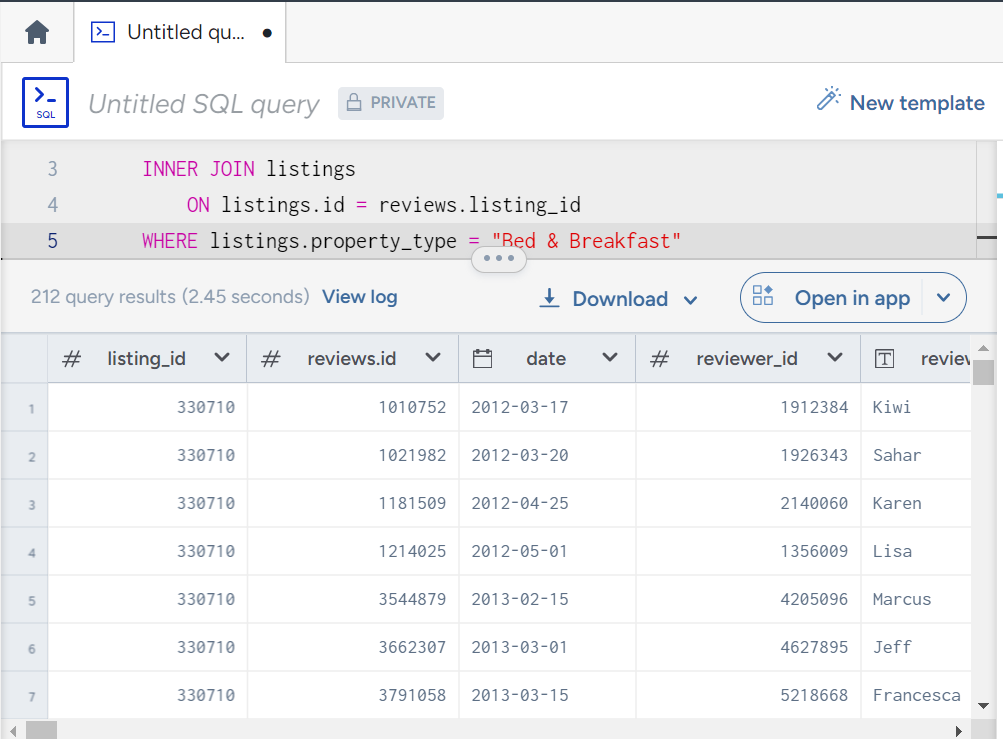 Untitled qu...
SQL
Untitled SQL query
PRIVATE
New template
3 INNER JOIN listings
4 ON listings.id = reviews.listing_id
5 WHERE listings.property_type = "Bed & Breakfast"
212 query results (2.45 seconds) View log Download Open in app
# listing_id # reviews.id date # reviewer_id T review
1 330710 1010752 2012-03-17 1912384 Kiwi
2 330710 1021982 2012-03-20 1926343 Sahar
3 330710 1181509 2012-04-25 2140060 Karen
4 330710 1214025 2012-05-01 1356009 Lisa
5 330710 3544879 2013-02-15 4205096 Marcus
6 330710 3662307 2013-03-01 4627895 Jeff
7 330710 3791058 2013-03-15 5218668 Francesca